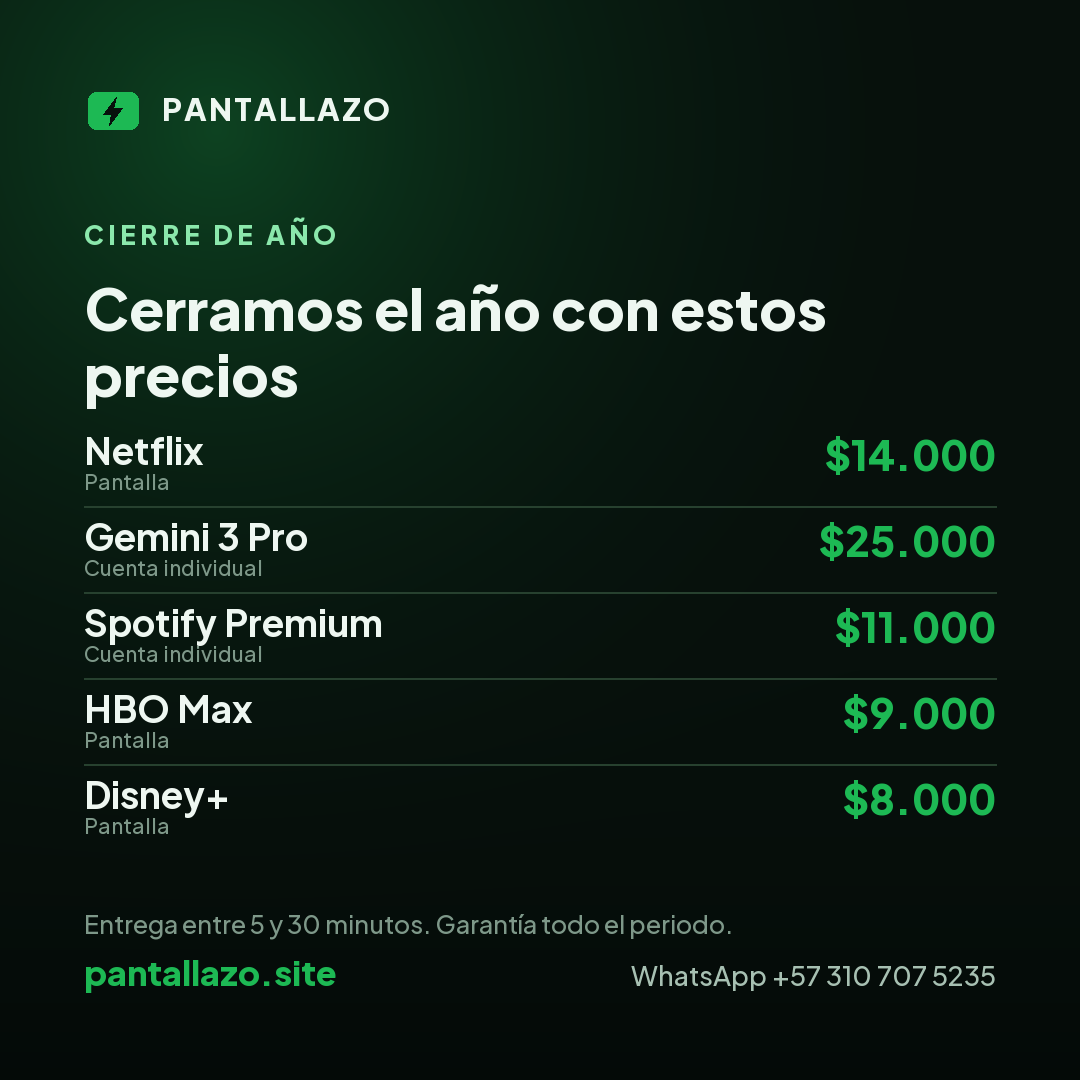 PANTALLAZO
CIERRE DE AÑO
Cerramos el año con estos
precios
Netflix $14.000
Pantalla
Gemini 3 Pro $25.000
Cuenta individual
Spotify Premium $11.000
Cuenta individual
HBO Max $9.000
Pantalla
Disney+ $8.000
Pantalla
Entrega entre 5 y 30 minutos. Garantía todo el periodo.
pantallazo.site WhatsApp +57 310 707 5235